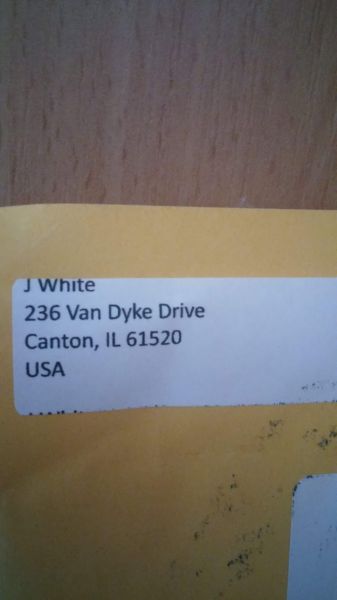 J White
236 Van Dyke Drive
Canton, IL 61520
USA